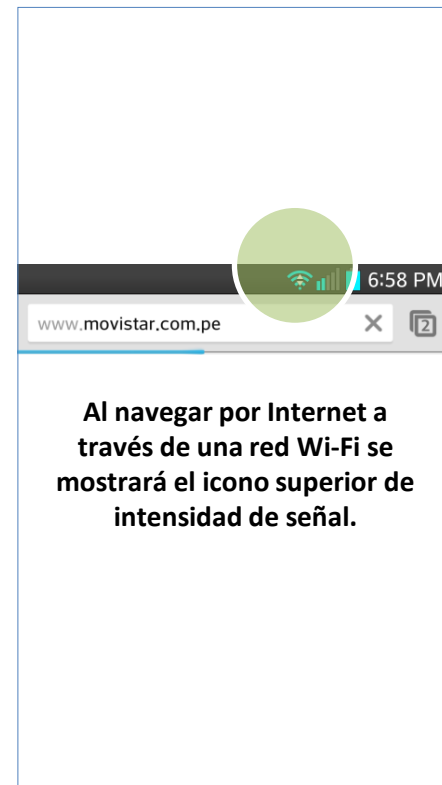 6:58 PM
www.movistar.com.pe
2
Al navegar por Internet a
través de una red Wi-Fi se
mostrará el icono superior de
intensidad de señal.